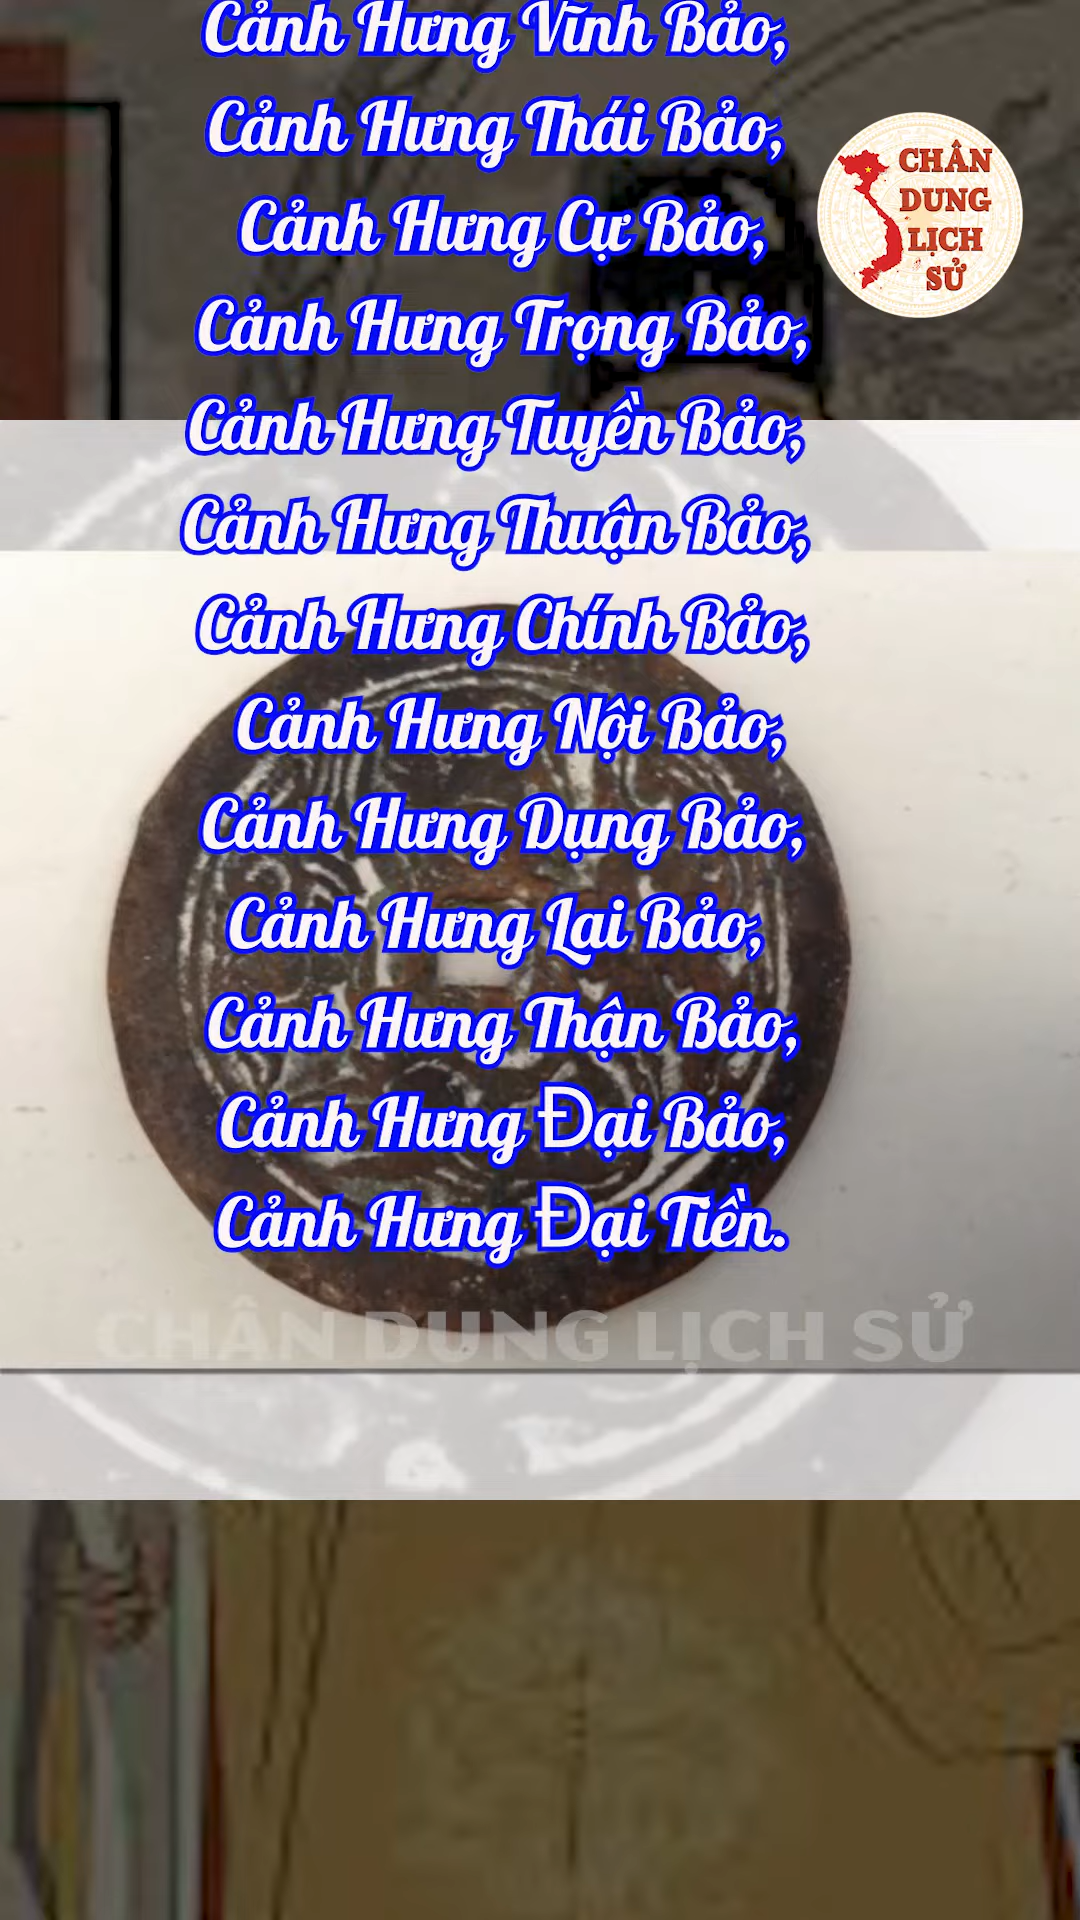 Cảnh Hưng Vĩnh Bảo,
Cảnh Hưng Thái Bảo,
Cảnh Hưng Cự Bảo,
Cảnh Hưng Trọng Bảo,
Cảnh Hưng Tuyền Bảo,
Cảnh Hưng Thuận Bảo,
Cảnh Hưng Chính Bảo,
Cảnh Hưng Nội Bảo,
Cảnh Hưng Dụng Bảo,
Cảnh Hưng Lai Bảo,
Cảnh Hưng Thận Bảo,
Cảnh Hưng Đại Bảo,
Cảnh Hưng Đại Tiền.
CHÂN
DUNG
LỊCH
SỬ
CHÂN DUNG LỊCH SỬ